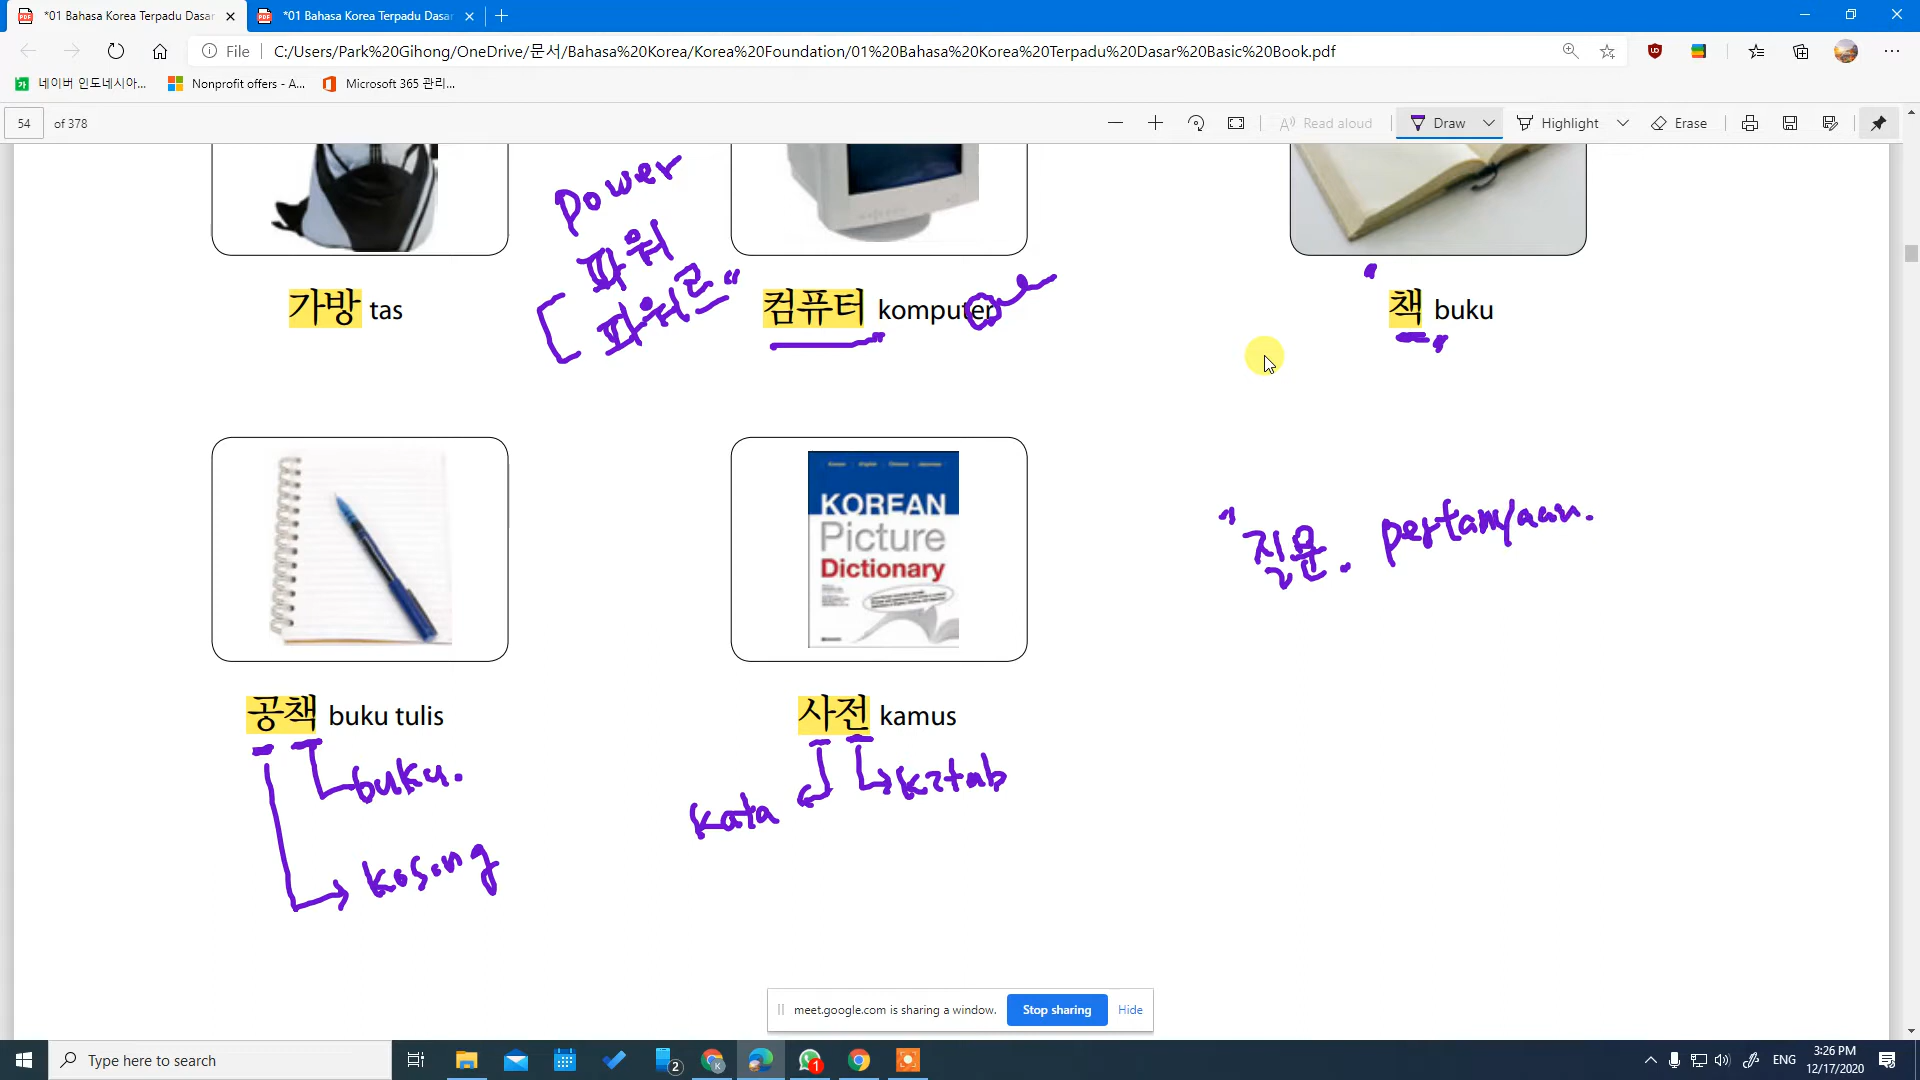 *01 Bahasa Korea Terpadu Dasar
*01 Bahasa Korea Terpadu Dasar
File
C:/Users/Park%20Gihong/OneDrive/문서/Bahasa%20Korea/Korea%20Foundation/01%20Bahasa%20Korea%20Terpadu%20Dasar%20Basic%20Book.pdf
네이버 인도네시아어...
Nonprofit offers - A...
Microsoft 365 관리...
54 of 378
Read aloud
Draw
Highlight
Erase
power
파워
파워르
가방 tas
컴퓨터 komputer
책 buku
KOREAN
Picture
Dictionary
질문. pertanyaan.
공책 buku tulis
사전 kamus
buku.
kitab
kata
kosong
meet.google.com is sharing a window.
Stop sharing
Hide
Type here to search
2
1
ENG
3:26 PM
12/17/2020